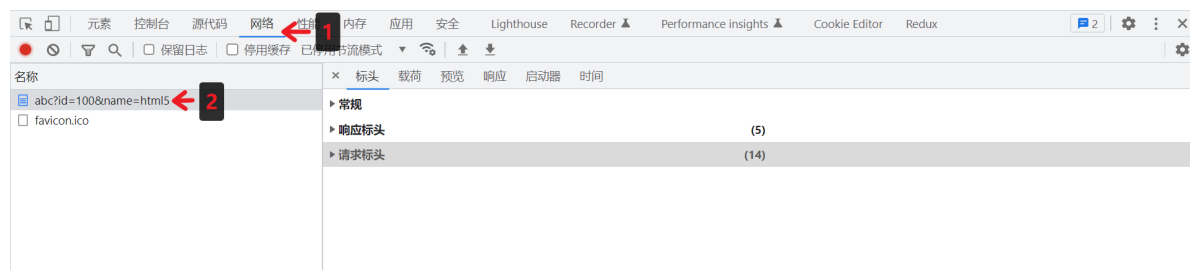 元素 控制台 源代码 网络 性能 内存 应用 安全 Lighthouse Recorder Performance insights Cookie Editor Redux 2
1
保留日志 停用缓存 已停用节流模式
名称
× 标头 载荷 预览 响应 启动器 时间
abc?id=100&name=html5 2
favicon.ico
常规
响应标头 (5)
请求标头 (14)